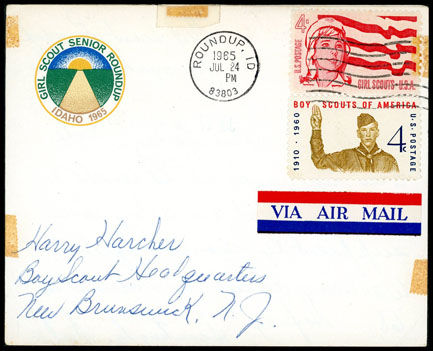 GIRL SCOUT SENIOR ROUNDUP
IDAHO 1965
ROUNDUP, ID
1965
JUL 24
PM
83803
4¢
U.S. POSTAGE
GIRL SCOUTS · U.S.A.
BOY SCOUTS OF AMERICA
1910 · 1960
4c
U·S·POSTAGE
VIA AIR MAIL
Harry Harcher
Boy Scout Headquarters
New Brunswick, N.J.